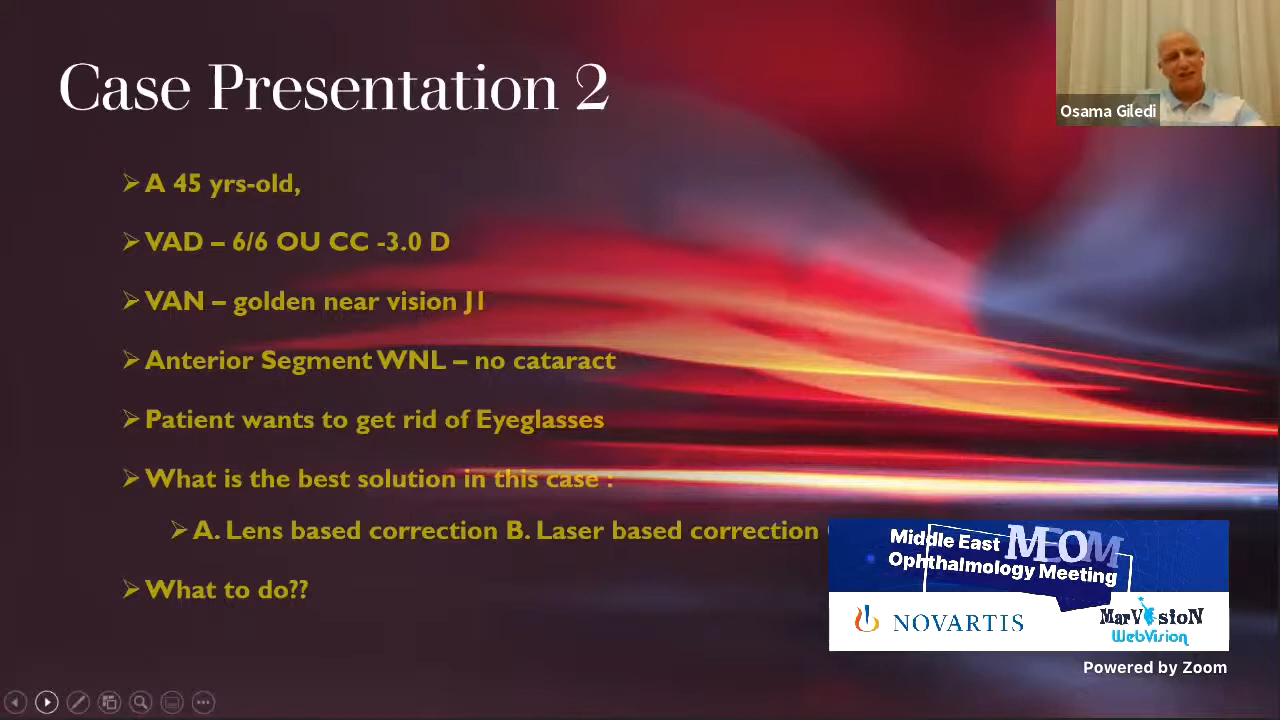 Case Presentation 2
Osama Giledi
A 45 yrs-old,
VAD – 6/6 OU CC -3.0 D
VAN – golden near vision J1
Anterior Segment WNL – no cataract
Patient wants to get rid of Eyeglasses
What is the best solution in this case :
A. Lens based correction B. Laser based correction
What to do??
Middle East MEOM
Ophthalmology Meeting
NOVARTIS
MarVisioN
WebVision
Powered by Zoom